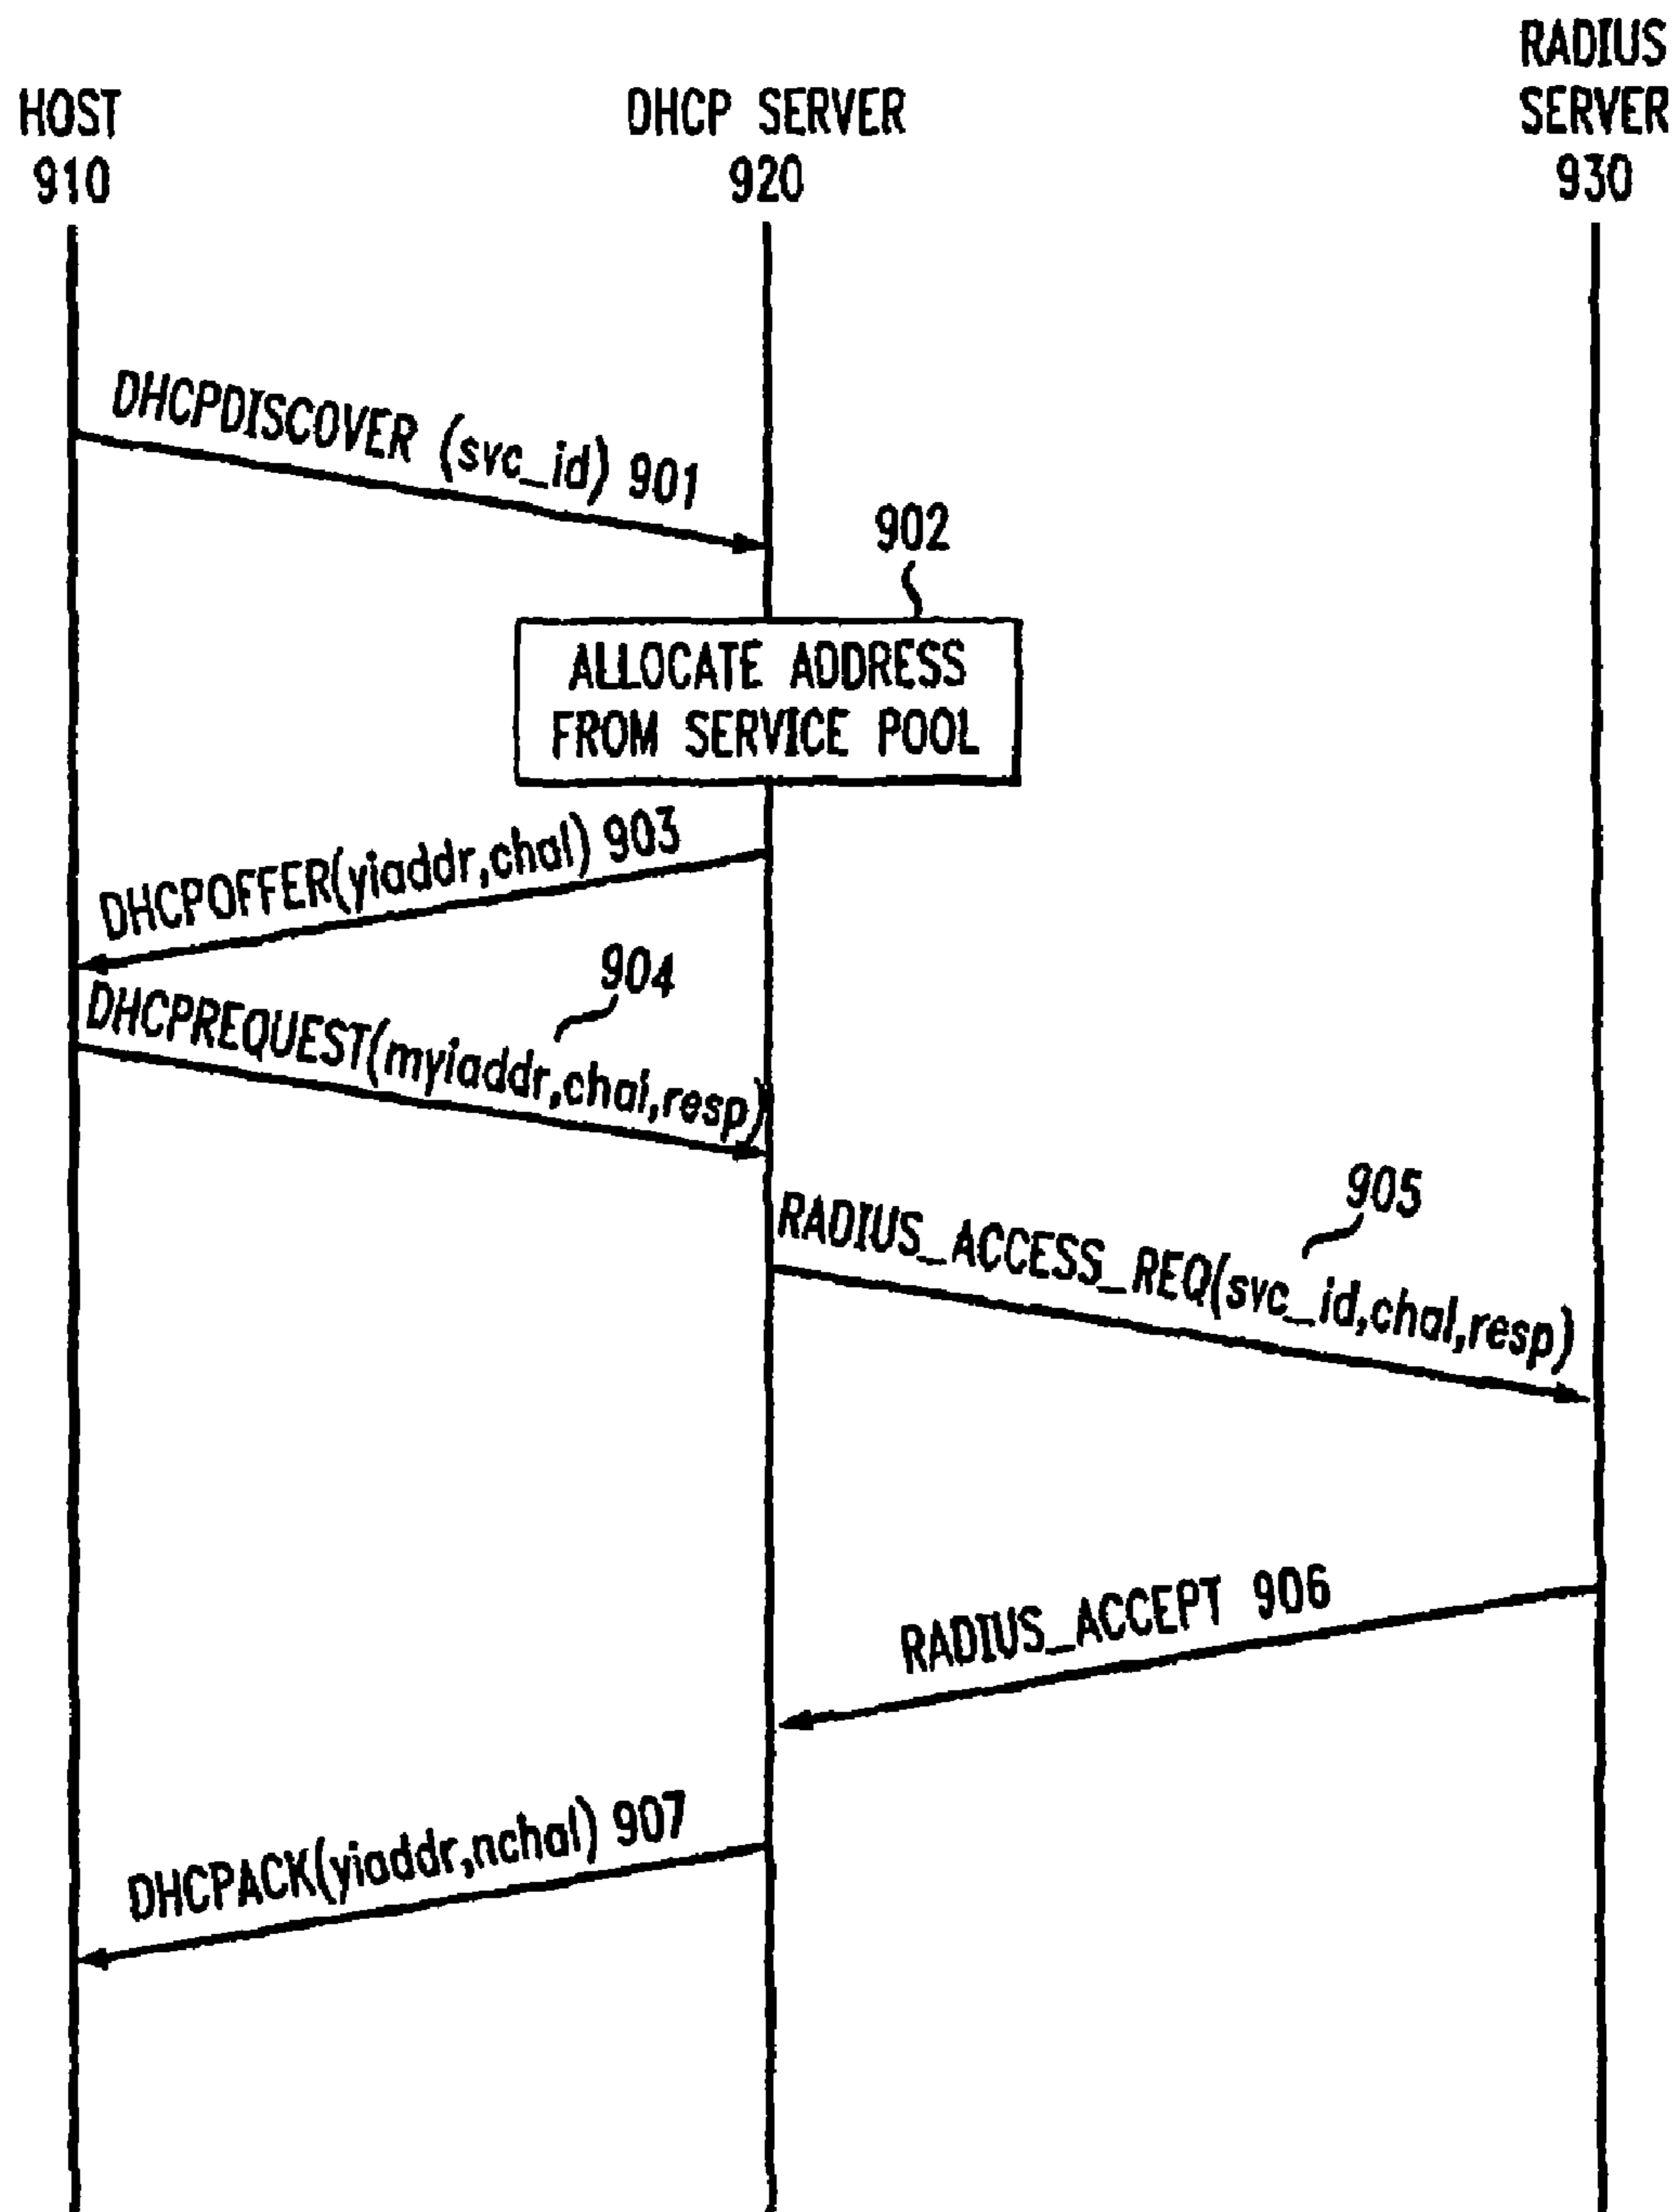 HOST
910
DHCP SERVER
920
RADIUS
SERVER
930
DHCPDISCOVER (svc_id) 901
902
ALLOCATE ADDRESS
FROM SERVICE POOL
DHCPOFFER(yiaddr,chal) 903
904
DHCPREQUEST(myiaddr,chal,resp)
905
RADIUS_ACCESS_REQ(svc_id,chal,resp)
RADIUS_ACCEPT 906
DHCPACK(yiaddr,nchal) 907